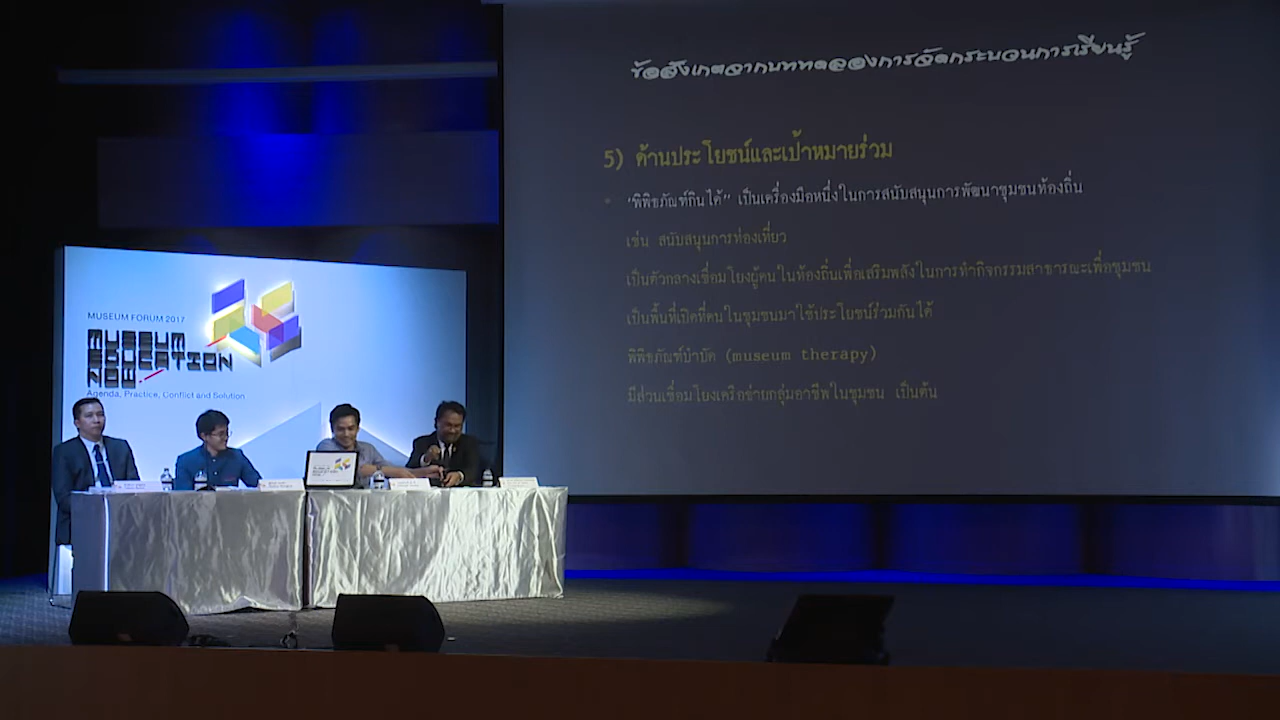 ข้อสังเกตจากบททดลองการจัดกระบวนการเรียนรู้
5) ด้านประโยชน์และเป้าหมายร่วม
• "พิพิธภัณฑ์กินได้" เป็นเครื่องมือหนึ่งในการสนับสนุนการพัฒนาชุมชนท้องถิ่น
เช่น สนับสนุนการท่องเที่ยว
เป็นตัวกลางเชื่อมโยงผู้คนในท้องถิ่นเพื่อเสริมพลังในการทำกิจกรรมสาธารณะเพื่อชุมชน
เป็นพื้นที่เปิดที่คนในชุมชนมาใช้ประโยชน์ร่วมกันได้
พิพิธภัณฑ์บำบัด (museum therapy)
มีส่วนเชื่อมโยงเครือข่ายกลุ่มอาชีพในชุมชน เป็นต้น
MUSEUM FORUM 2017
MUSEUM
EDUCATION
NOW
Agenda, Practice, Conflict and Solution